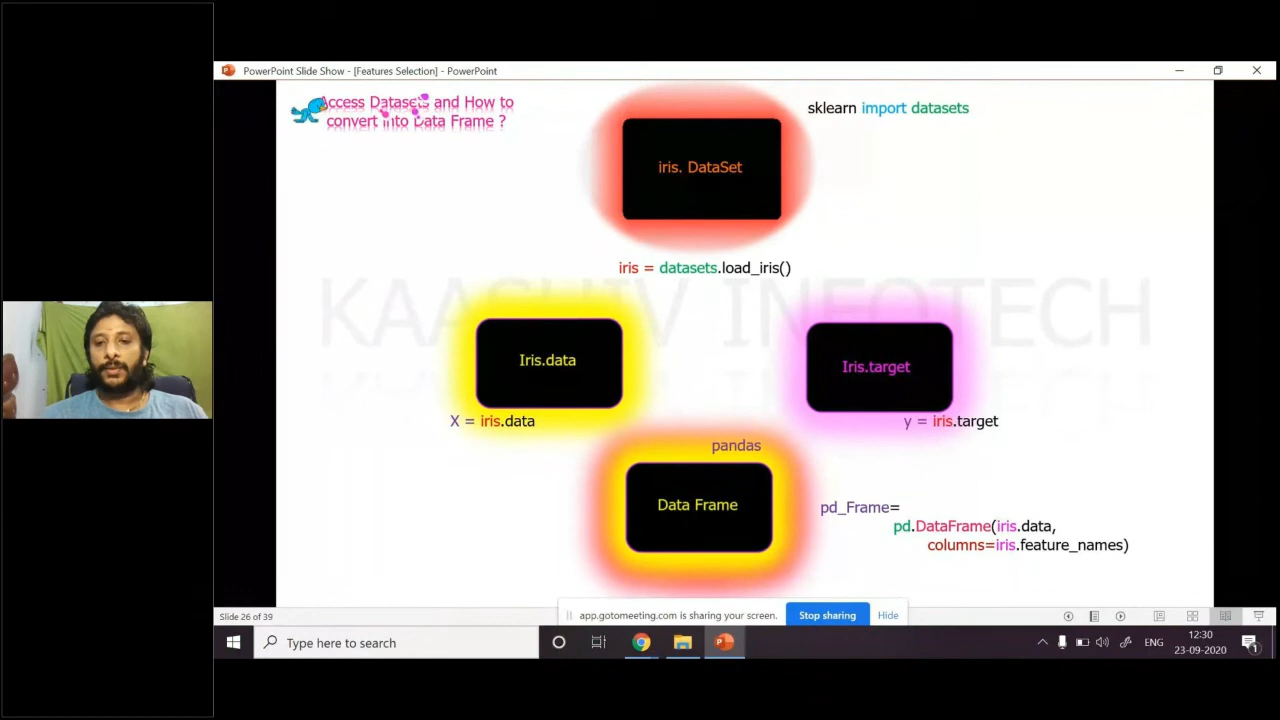 PowerPoint Slide Show - [Features Selection] - PowerPoint
Access Datasets and How to
convert into Data Frame ?
sklearn import datasets
iris. DataSet
iris = datasets.load_iris()
KAASHIV INFOTECH
Iris.data
Iris.target
X = iris.data
y = iris.target
pandas
Data Frame
pd_Frame=
pd.DataFrame(iris.data,
columns=iris.feature_names)
app.gotomeeting.com is sharing your screen.
Stop sharing
Hide
Slide 26 of 39
Type here to search
ENG
12:30
23-09-2020
1